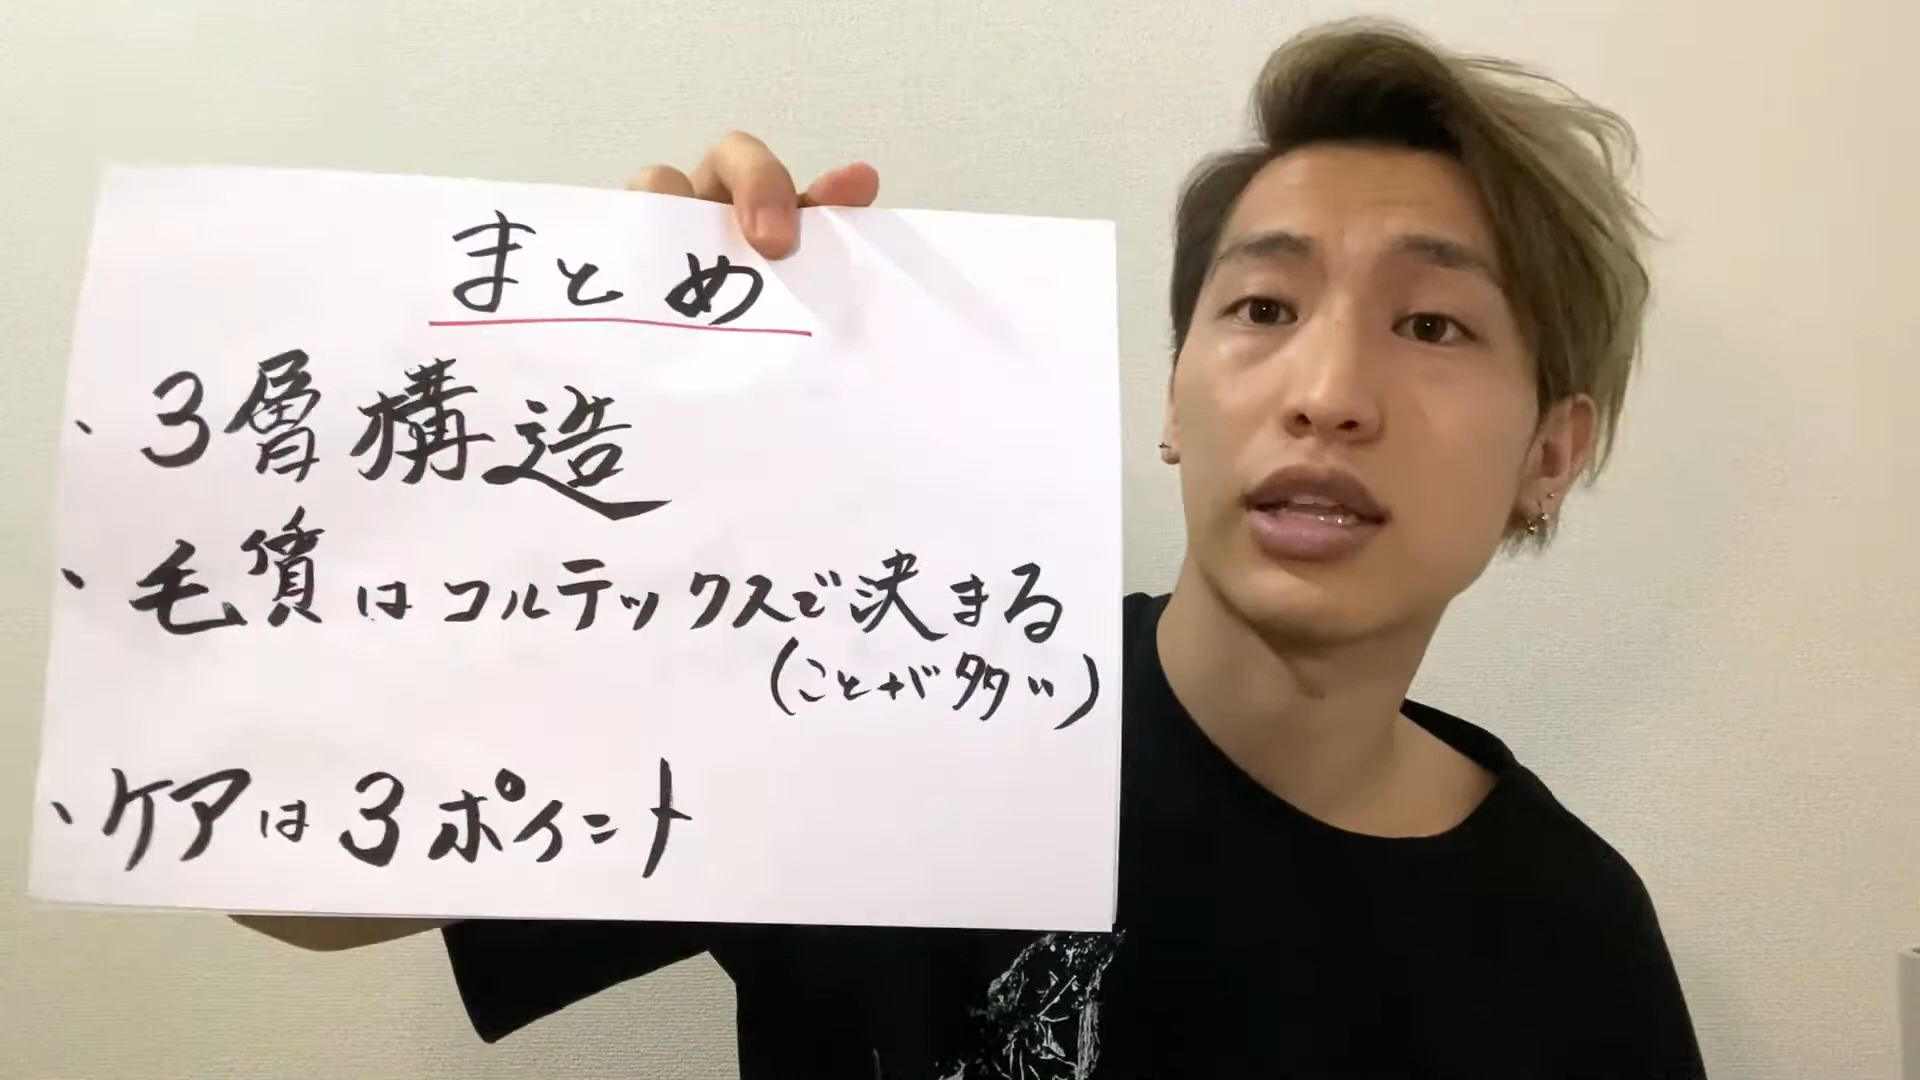 まとめ
・3層構造
・毛質はコルテックスで決まる
(ことが多い)
・ケアは3ポイント